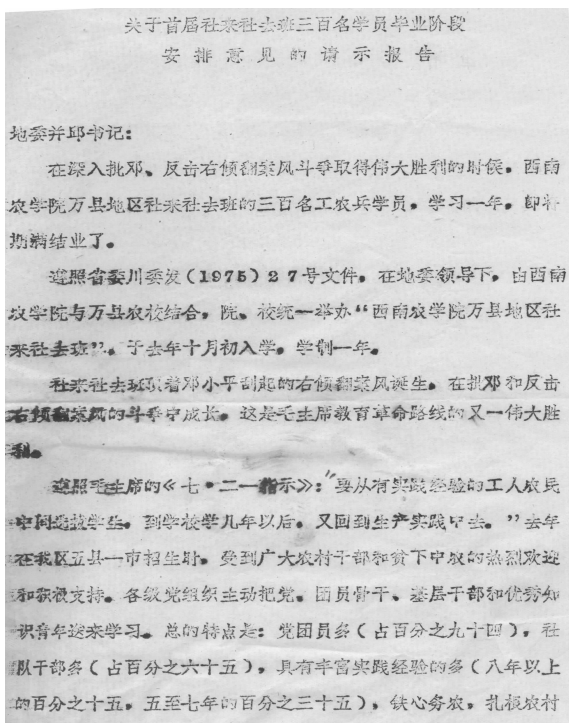 关于首届社来社去班三百名学员毕业阶段
安排意见的请示报告
地委并邱书记：
在深入批邓、反击右倾翻案风斗争取得伟大胜利的时候，西南
农学院万县地区社来社去班的三百名工农兵学员，学习一年，即将
期满结业了。
遵照省委川委发（1975）27号文件，在地委领导下，由西南
农学院与万县农校结合，院、校统一举办“西南农学院万县地区社
来社去班”，于去年十月初入学，学制一年。
社来社去班顶着邓小平刮起的右倾翻案风诞生，在批邓和反击
右倾翻案风的斗争中成长，这是毛主席教育革命路线的又一伟大胜
利。
遵照毛主席的《七·二一指示》：“要从有实践经验的工人农民
中间选拔学生，到学校学几年以后，又回到生产实践中去。”去年
在我区五县一市招生时，受到广大农村干部和贫下中农的热烈欢迎
和积极支持。各级党组织主动把党、团员骨干、基层干部和优秀知
识青年送来学习。总的特点是：党团员多（占百分之九十四），社
队干部多（占百分之六十五），具有丰富实践经验的多（八年以上
的百分之十五，五至七年的百分之三十五），铁心务农，扎根农村